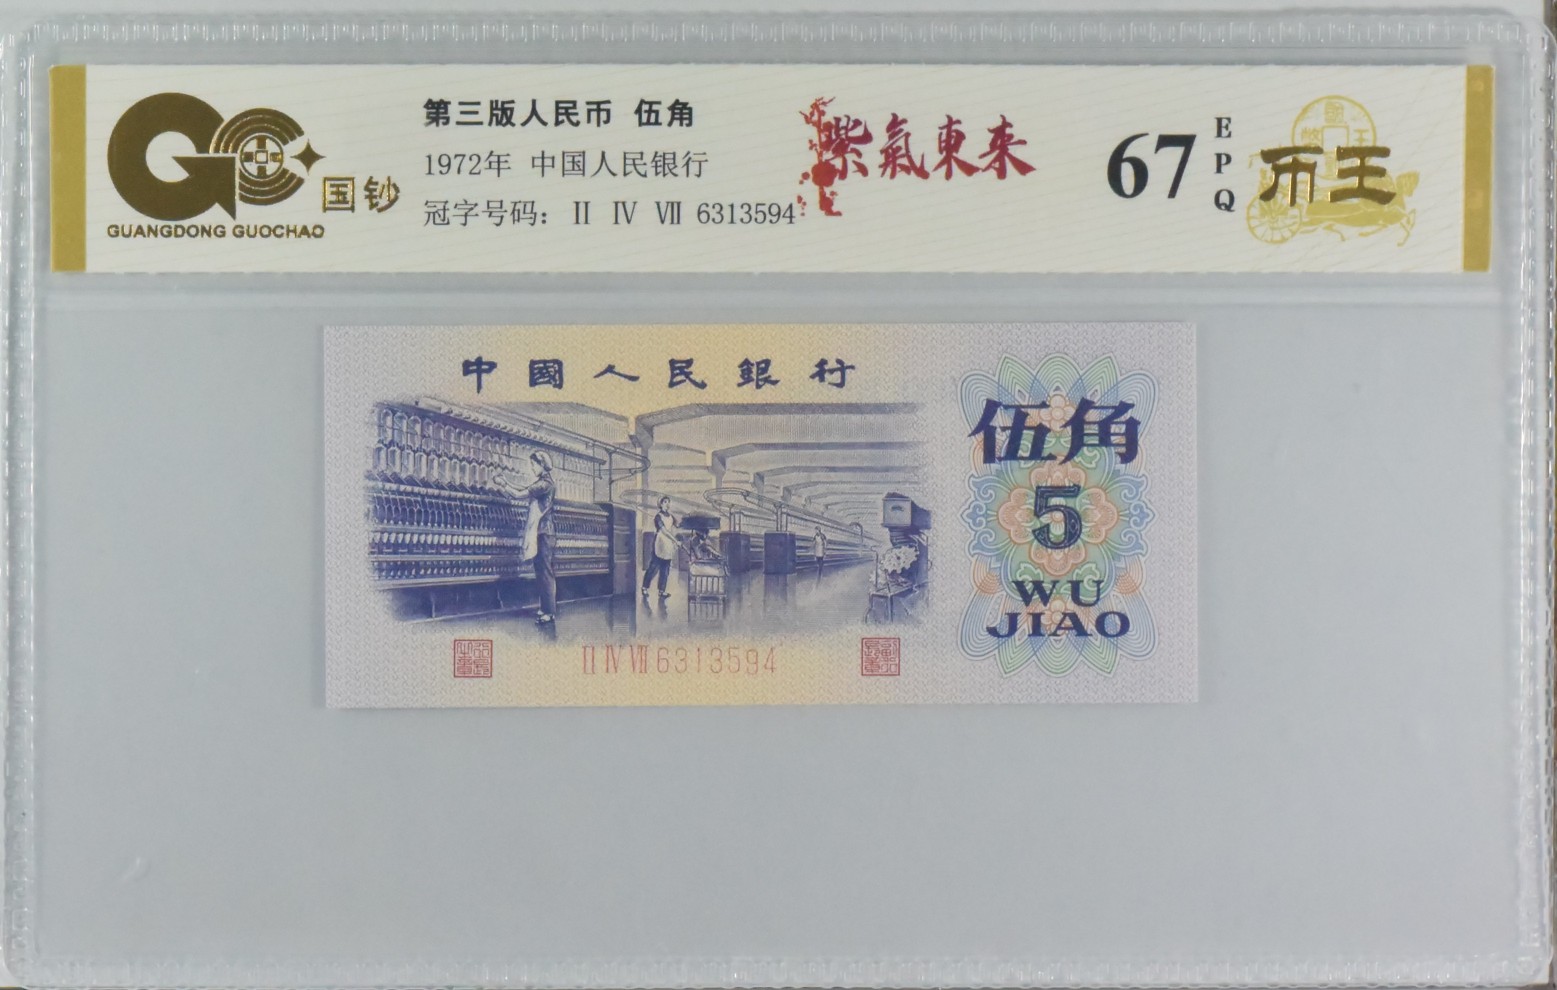 国钞
GUANGDONG GUOCHAO
第三版人民币 伍角
1972年 中国人民银行
冠字号码: II IV VII 6313594
紫氣東来
67
EPQ
币王
中國人民銀行
伍角
5
WU
JIAO
II IV VII 6313594